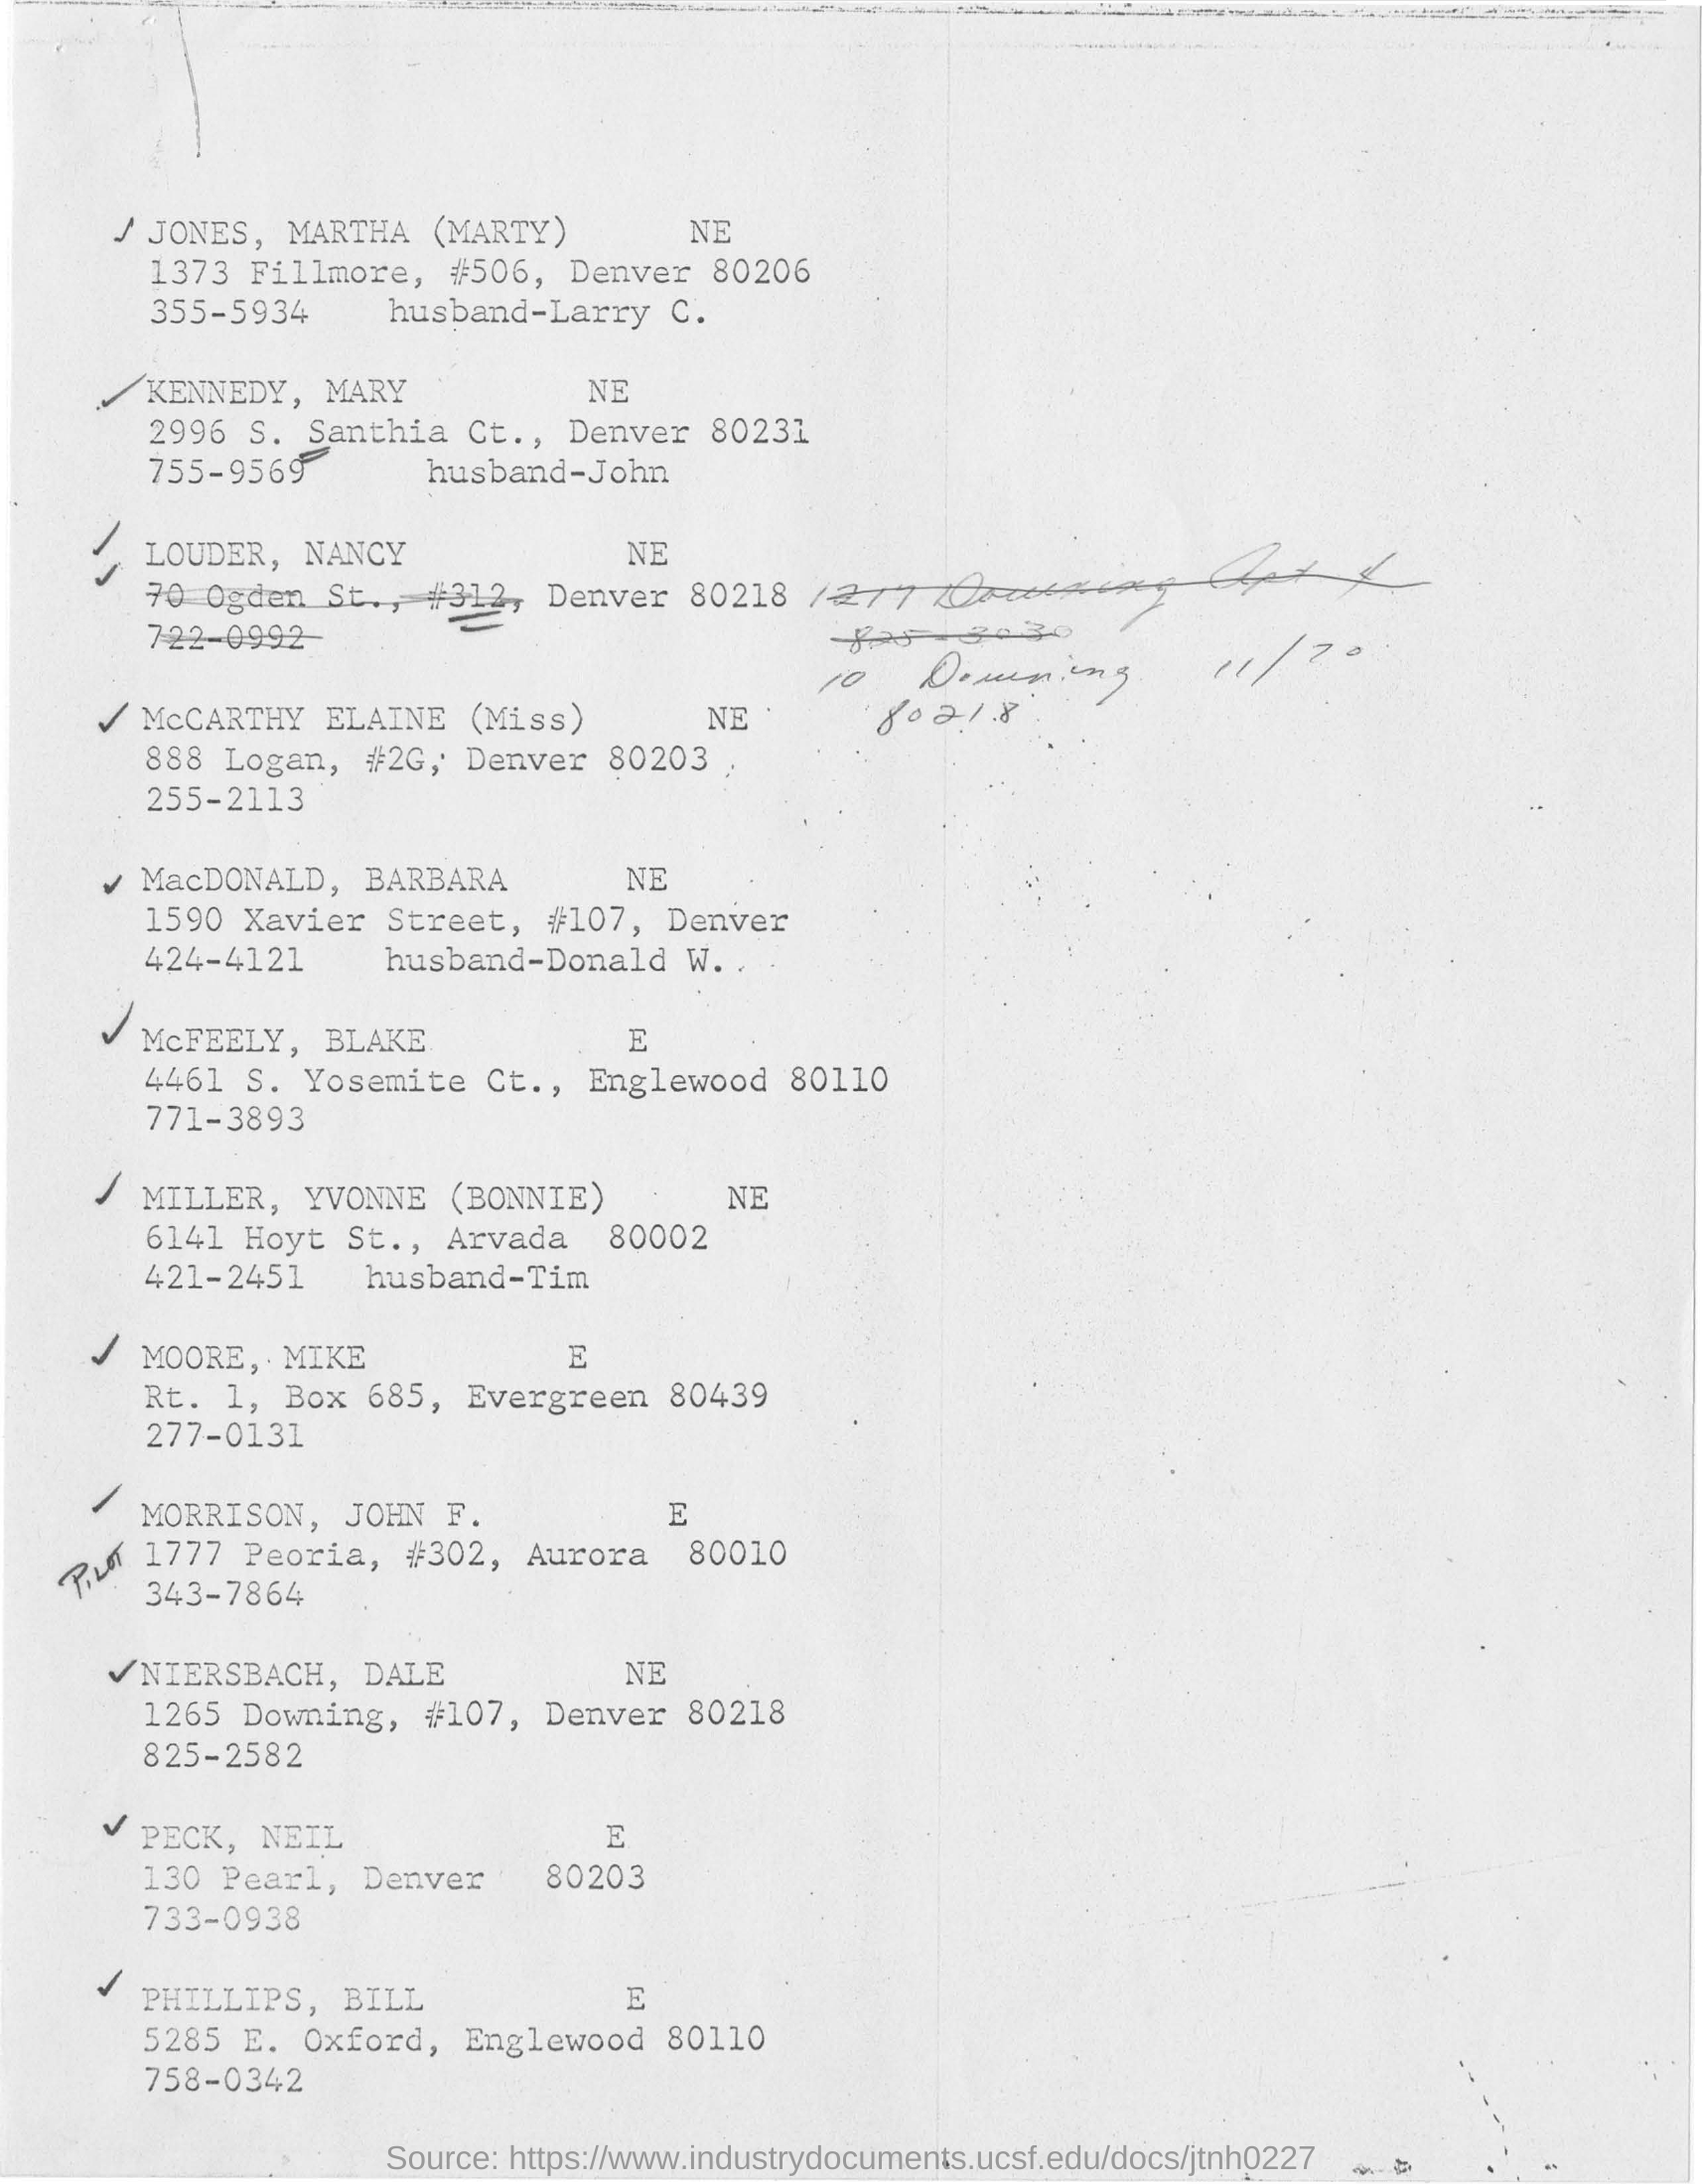 JONES, MARTHA (MARTY) NE
1373 Fillmore, #506, Denver 80206
355-5934 husband-Larry C.
KENNEDY, MARY NE
2996 S. Santhia Ct., Denver 80231
755-9569 husband-John
LOUDER, NANCY NE
70 Ogden St., #312, Denver 80218 1217 Downing Apt 4
722-0992 825-3030
10 Downing 11/70
80218
McCARTHY ELAINE (Miss) NE
888 Logan, #2G, Denver 80203
255-2113
MacDONALD, BARBARA NE
1590 Xavier Street, #107, Denver
424-4121 husband-Donald W.
McFEELY, BLAKE E
4461 S. Yosemite Ct., Englewood 80110
771-3893
MILLER, YVONNE (BONNIE) NE
6141 Hoyt St., Arvada 80002
421-2451 husband-Tim
MOORE, MIKE E
Rt. 1, Box 685, Evergreen 80439
277-0131
MORRISON, JOHN F. E
PILOT 1777 Peoria, #302, Aurora 80010
343-7864
NIERSBACH, DALE NE
1265 Downing, #107, Denver 80218
825-2582
PECK, NEIL E
130 Pearl, Denver 80203
733-0938
PHILLIPS, BILL E
5285 E. Oxford, Englewood 80110
758-0342
Source: https://www.industrydocuments.ucsf.edu/docs/jtnh0227